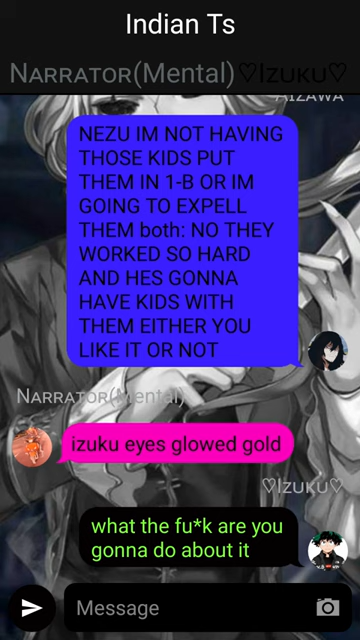 Indian Ts
Narrator(Mental) ♡Izuku♡
Aizawa
NEZU IM NOT HAVING
THOSE KIDS PUT
THEM IN 1-B OR IM
GOING TO EXPELL
THEM both: NO THEY
WORKED SO HARD
AND HES GONNA
HAVE KIDS WITH
THEM EITHER YOU
LIKE IT OR NOT
Narrator(Mental)
izuku eyes glowed gold
♡Izuku♡
what the fu*k are you
gonna do about it
Message